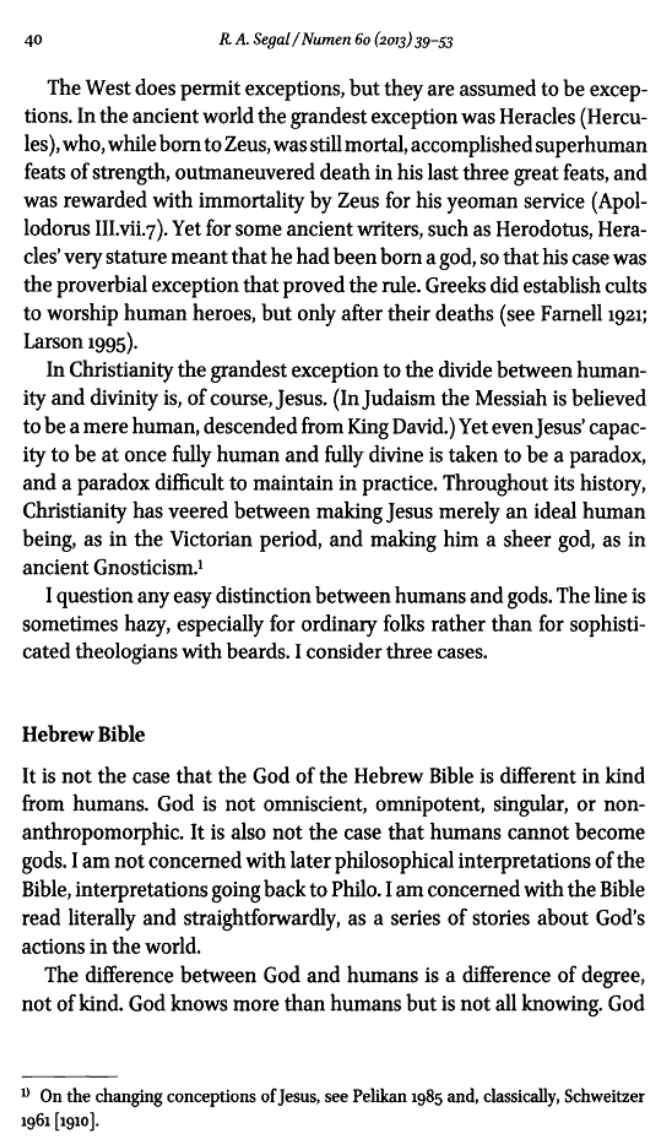 40
R. A. Segal / Numen 60 (2013) 39–53
The West does permit exceptions, but they are assumed to be excep-
tions. In the ancient world the grandest exception was Heracles (Hercu-
les), who, while born to Zeus, was still mortal, accomplished superhuman
feats of strength, outmaneuvered death in his last three great feats, and
was rewarded with immortality by Zeus for his yeoman service (Apol-
lodorus III.vii.7). Yet for some ancient writers, such as Herodotus, Hera-
cles' very stature meant that he had been born a god, so that his case was
the proverbial exception that proved the rule. Greeks did establish cults
to worship human heroes, but only after their deaths (see Farnell 1921;
Larson 1995).
In Christianity the grandest exception to the divide between human-
ity and divinity is, of course, Jesus. (In Judaism the Messiah is believed
to be a mere human, descended from King David.) Yet even Jesus' capac-
ity to be at once fully human and fully divine is taken to be a paradox,
and a paradox difficult to maintain in practice. Throughout its history,
Christianity has veered between making Jesus merely an ideal human
being, as in the Victorian period, and making him a sheer god, as in
ancient Gnosticism.¹
I question any easy distinction between humans and gods. The line is
sometimes hazy, especially for ordinary folks rather than for sophisti-
cated theologians with beards. I consider three cases.
Hebrew Bible
It is not the case that the God of the Hebrew Bible is different in kind
from humans. God is not omniscient, omnipotent, singular, or non-
anthropomorphic. It is also not the case that humans cannot become
gods. I am not concerned with later philosophical interpretations of the
Bible, interpretations going back to Philo. I am concerned with the Bible
read literally and straightforwardly, as a series of stories about God's
actions in the world.
The difference between God and humans is a difference of degree,
not of kind. God knows more than humans but is not all knowing. God
¹⁾ On the changing conceptions of Jesus, see Pelikan 1985 and, classically, Schweitzer
1961 [1910].